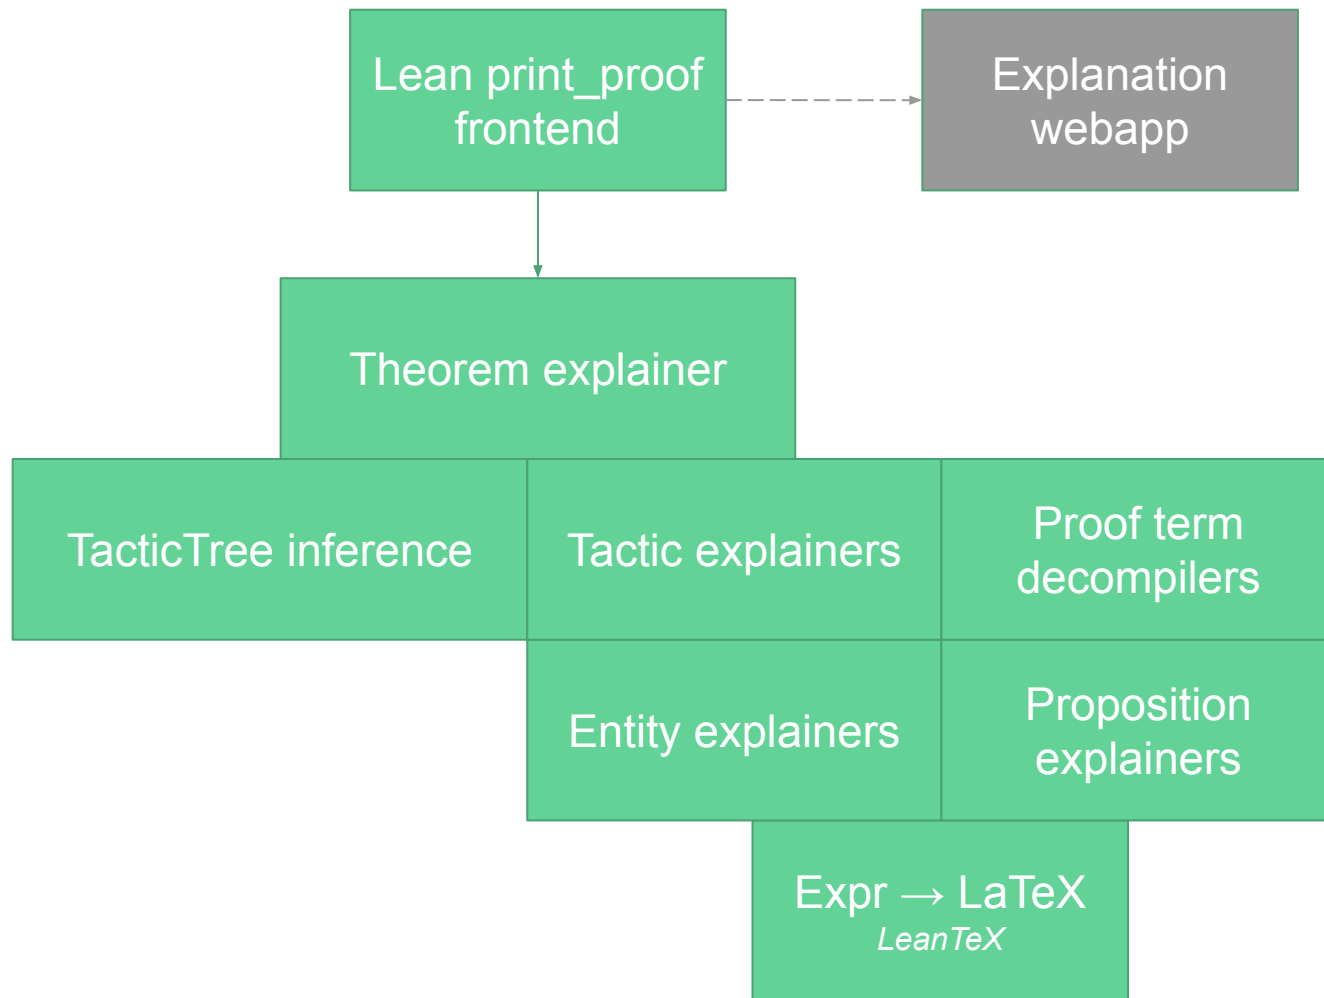 Lean print_proof
frontend
Explanation
webapp
Theorem explainer
TacticTree inference
Tactic explainers
Proof term
decompilers
Entity explainers
Proposition
explainers
Expr → LaTeX
LeanTeX